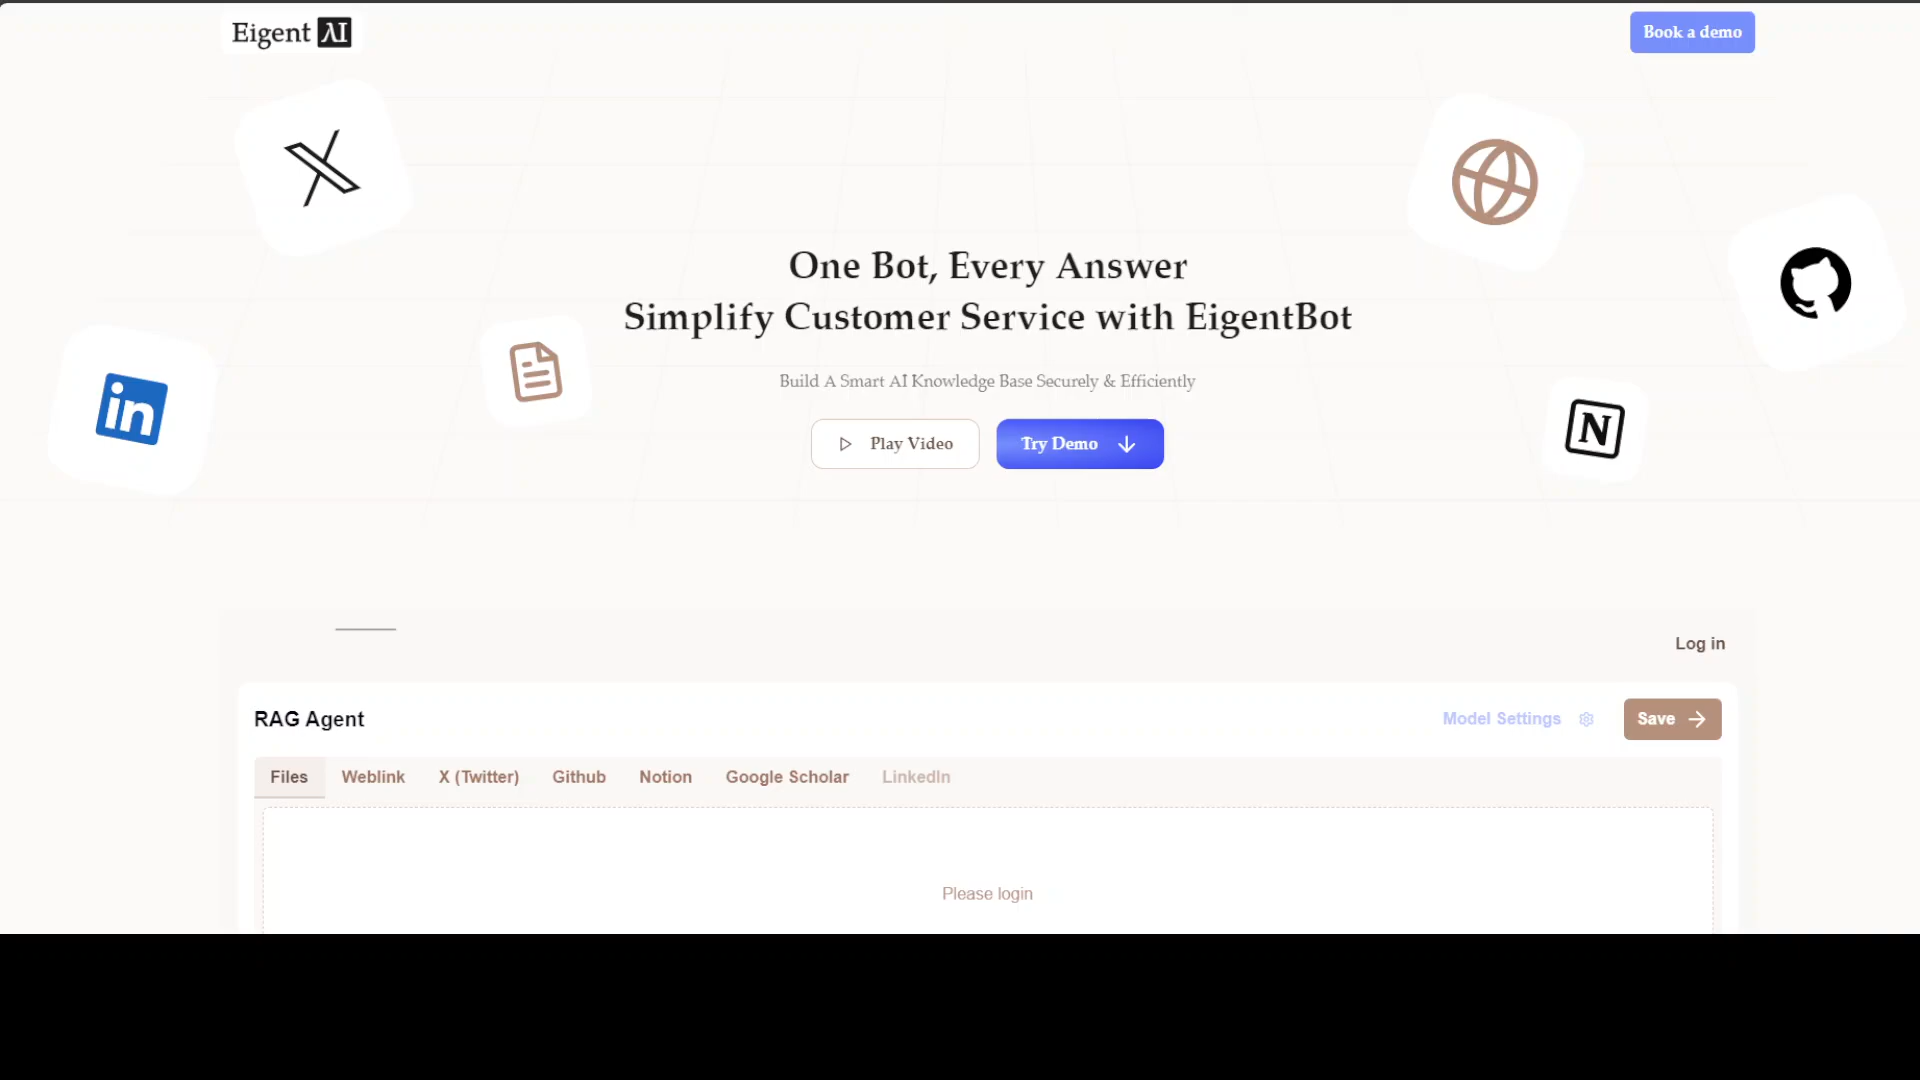 Eigent AI
Book a demo
One Bot, Every Answer
Simplify Customer Service with EigentBot
Build A Smart AI Knowledge Base Securely & Efficiently
Play Video
Try Demo
in
N
Log in
RAG Agent
Model Settings
Save
Files Weblink X (Twitter) Github Notion Google Scholar LinkedIn
Please login